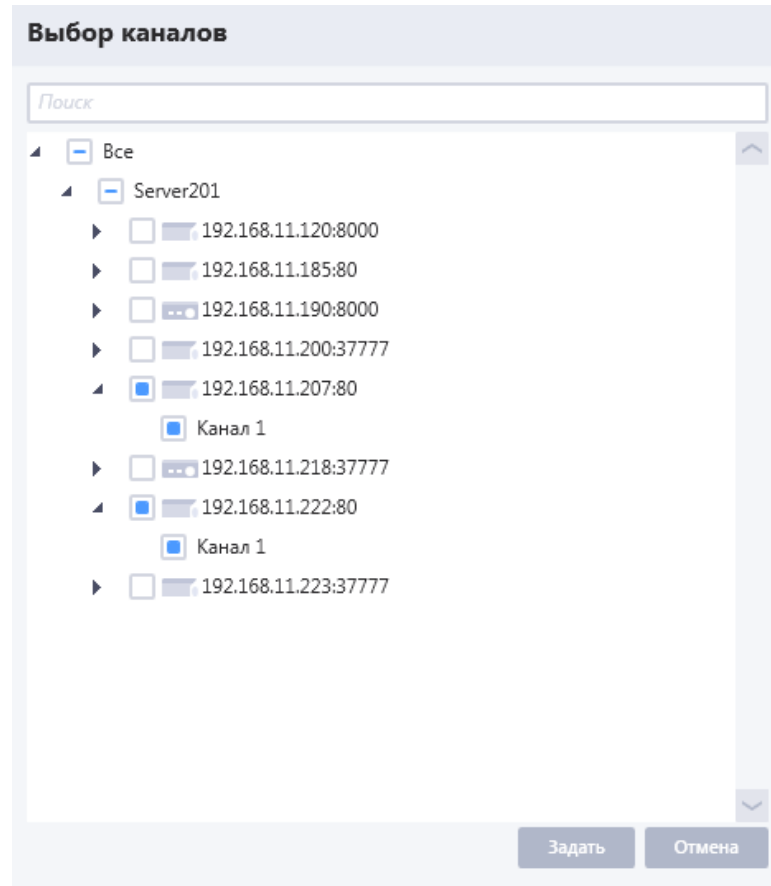 Выбор каналов
Поиск
Все
Server201
192.168.11.120:8000
192.168.11.185:80
192.168.11.190:8000
192.168.11.200:37777
192.168.11.207:80
Канал 1
192.168.11.218:37777
192.168.11.222:80
Канал 1
192.168.11.223:37777
Задать Отмена